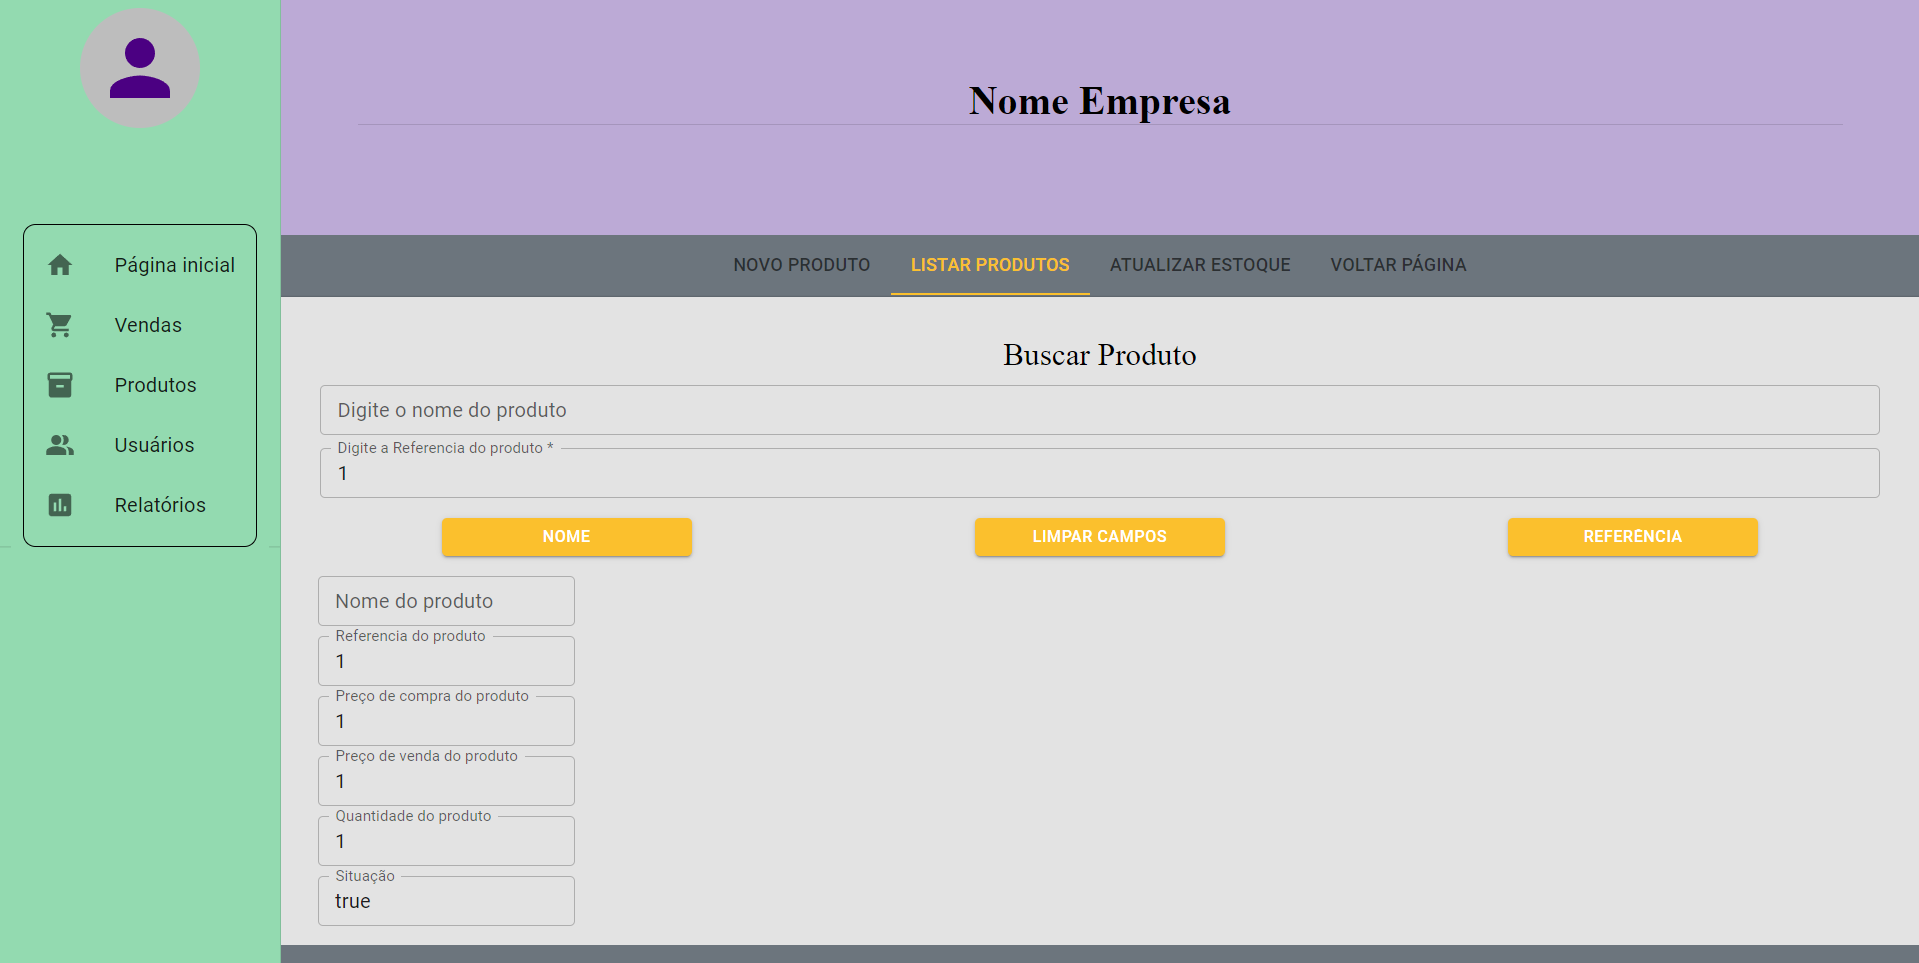 Nome Empresa
Página inicial
Vendas
Produtos
Usuários
Relatórios
NOVO PRODUTO
LISTAR PRODUTOS
ATUALIZAR ESTOQUE
VOLTAR PÁGINA
Buscar Produto
Digite o nome do produto
Digite a Referencia do produto *
1
NOME
LIMPAR CAMPOS
REFERÊNCIA
Nome do produto
Referencia do produto
1
Preço de compra do produto
1
Preço de venda do produto
1
Quantidade do produto
1
Situação
true